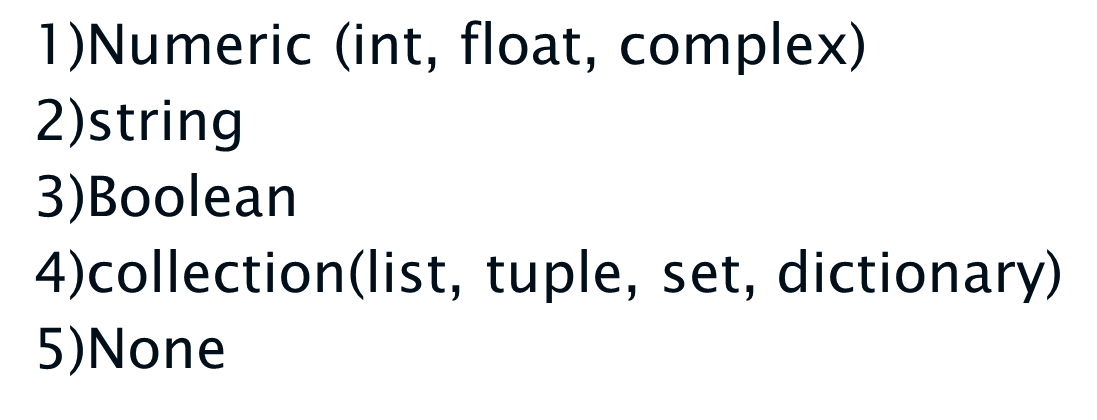 1)Numeric (int, float, complex)
2)string
3)Boolean
4)collection(list, tuple, set, dictionary)
5)None